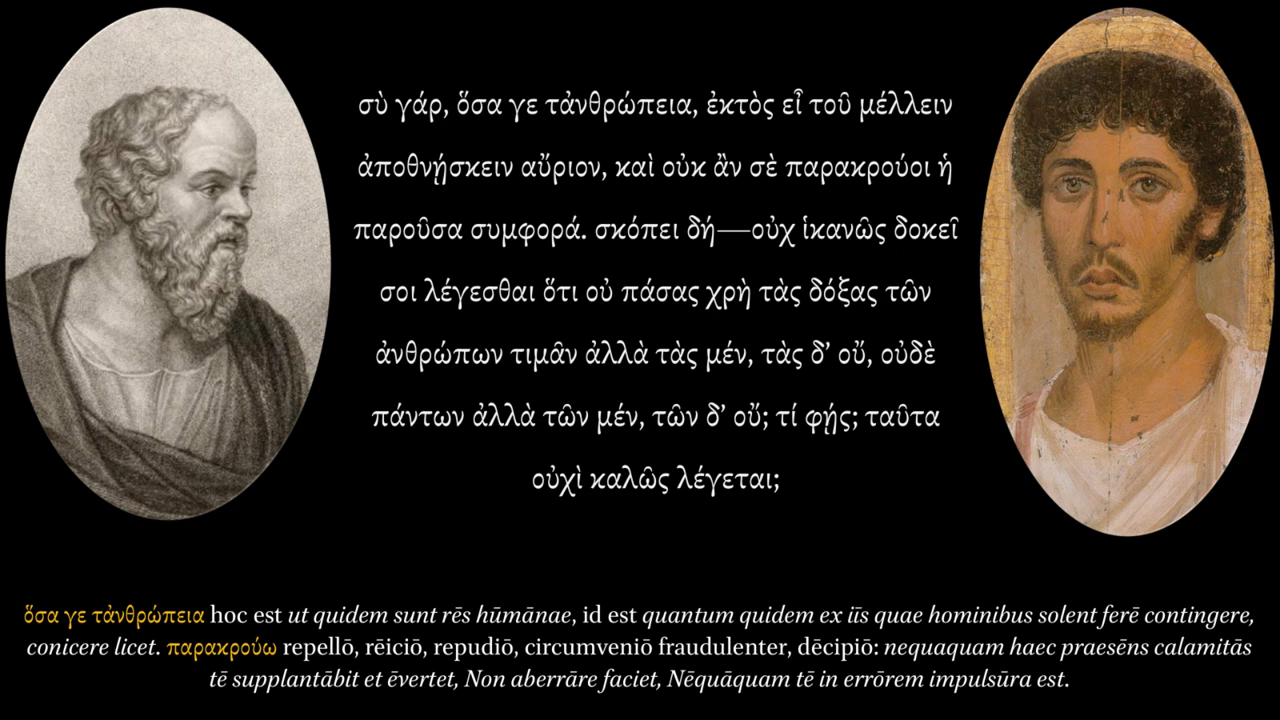 σὺ γάρ, ὅσα γε τἀνθρώπεια, ἐκτὸς εἶ τοῦ μέλλειν
ἀποθνῄσκειν αὔριον, καὶ οὐκ ἂν σὲ παρακρούοι ἡ
παροῦσα συμφορά. σκόπει δή—οὐχ ἱκανῶς δοκεῖ
σοι λέγεσθαι ὅτι οὐ πάσας χρὴ τὰς δόξας τῶν
ἀνθρώπων τιμᾶν ἀλλὰ τὰς μέν, τὰς δ’ οὔ, οὐδὲ
πάντων ἀλλὰ τῶν μέν, τῶν δ’ οὔ; τί φῄς; ταῦτα
οὐχὶ καλῶς λέγεται;
ὅσα γε τἀνθρώπεια hoc est ut quidem sunt rēs hūmānae, id est quantum quidem ex iīs quae hominibus solent ferē contingere,
conicere licet. παρακρούω repellō, rēiciō, repudiō, circumveniō fraudulenter, dēcipiō: nequaquam haec praesēns calamitās
tē supplantābit et ēvertet, Non aberrāre faciet, Nēquāquam tē in errōrem impulsūra est.